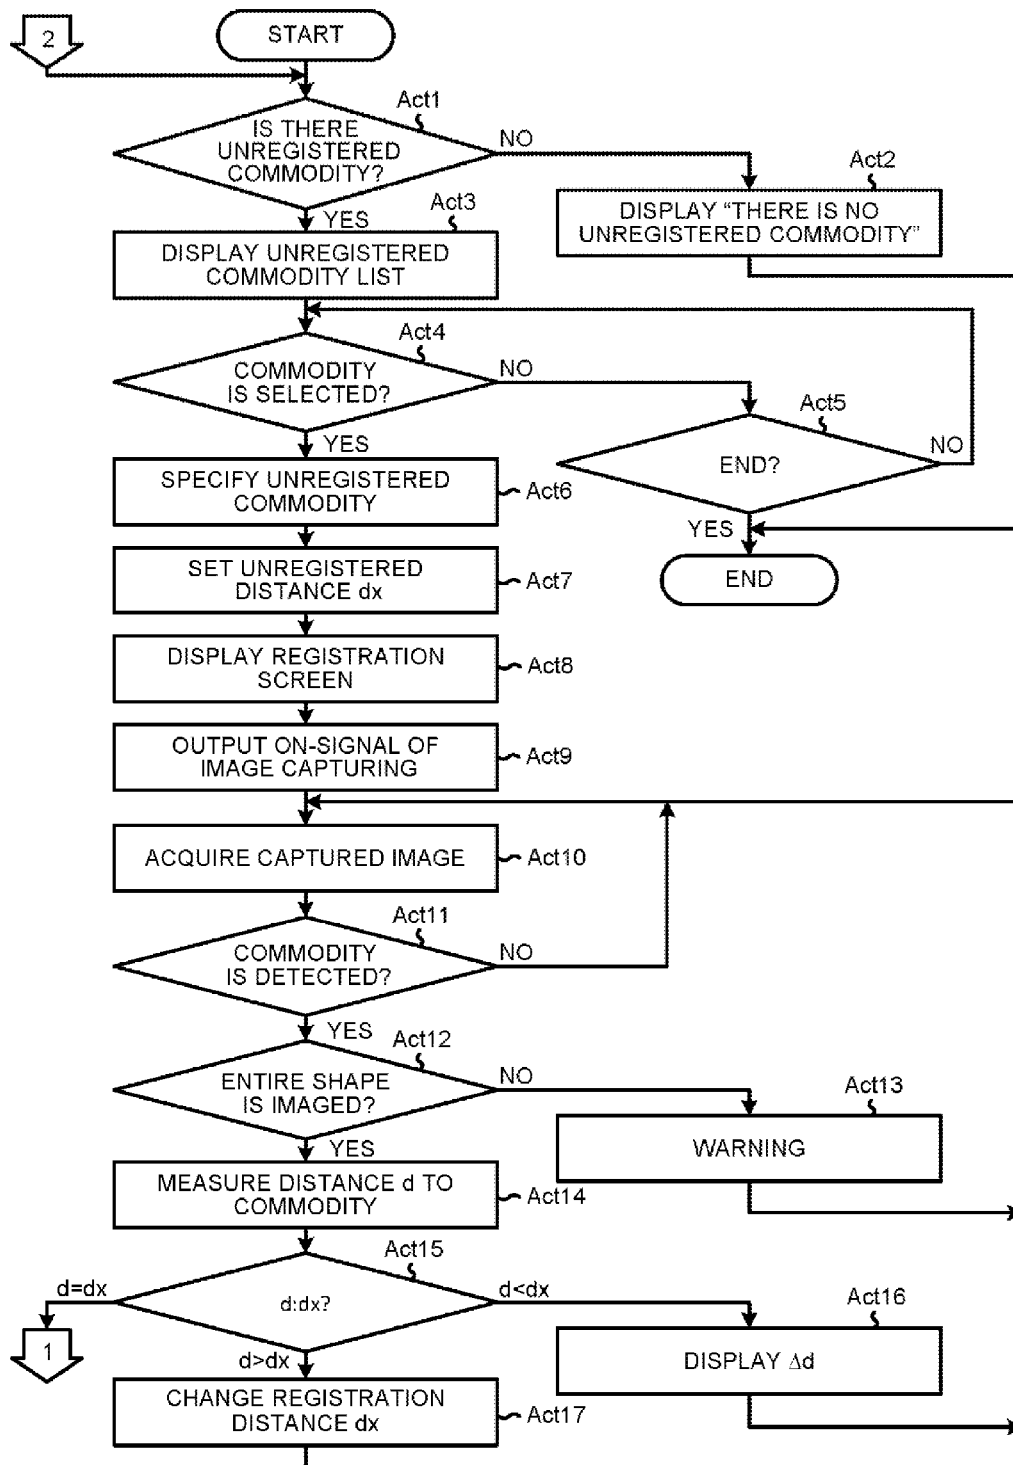 2
START
Act1
IS THERE
UNREGISTERED
COMMODITY?
NO
YES
Act2
DISPLAY “THERE IS NO
UNREGISTERED COMMODITY”
Act3
DISPLAY UNREGISTERED
COMMODITY LIST
Act4
COMMODITY
IS SELECTED?
NO
YES
Act5
END?
NO
YES
END
SPECIFY UNREGISTERED
COMMODITY
Act6
SET UNREGISTERED
DISTANCE dx
Act7
DISPLAY REGISTRATION
SCREEN
Act8
OUTPUT ON-SIGNAL OF
IMAGE CAPTURING
Act9
ACQUIRE CAPTURED IMAGE
Act10
Act11
COMMODITY
IS DETECTED?
NO
YES
Act12
ENTIRE SHAPE
IS IMAGED?
NO
YES
Act13
WARNING
MEASURE DISTANCE d TO
COMMODITY
Act14
Act15
d:dx?
d=dx
d<dx
d>dx
1
Act16
DISPLAY Δd
CHANGE REGISTRATION
DISTANCE dx
Act17